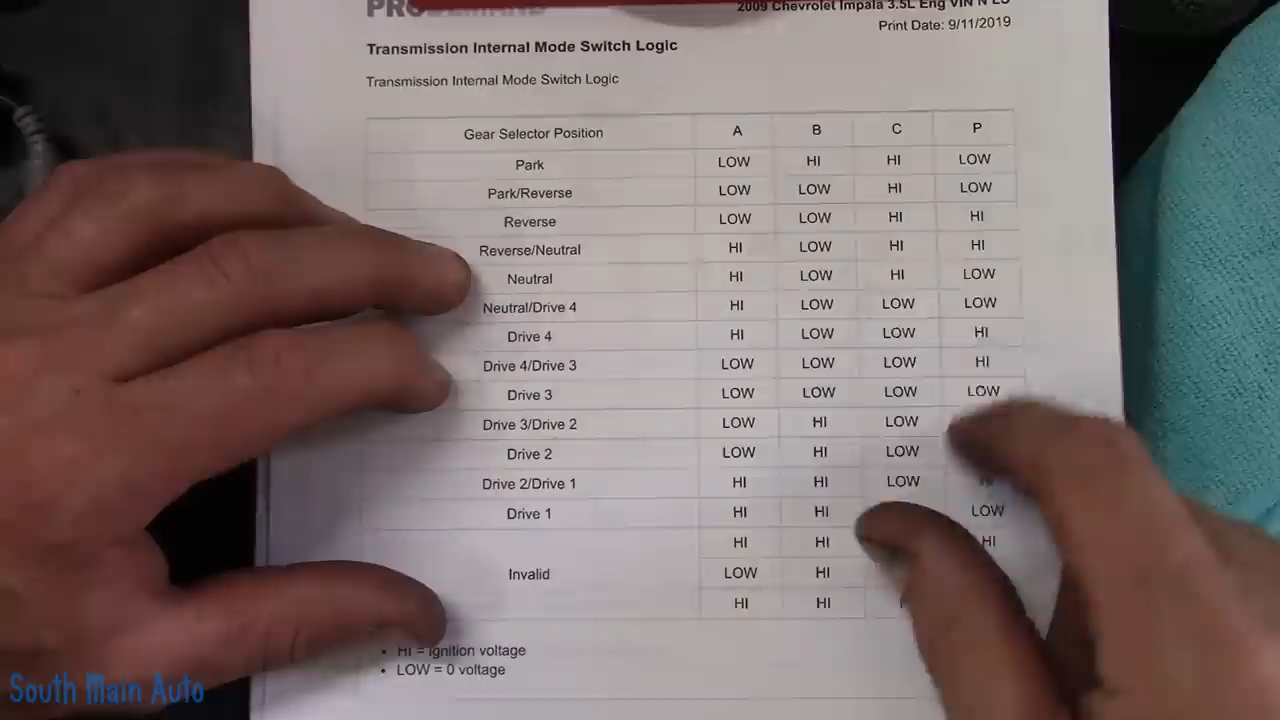 2009 Chevrolet Impala 3.5L Eng VIN N
Print Date: 9/11/2019
Transmission Internal Mode Switch Logic
Transmission Internal Mode Switch Logic
Gear Selector Position A B C P
Park LOW HI HI LOW
Park/Reverse LOW LOW HI LOW
Reverse LOW LOW HI HI
Reverse/Neutral HI LOW HI HI
Neutral HI LOW HI LOW
Neutral/Drive 4 HI LOW LOW LOW
Drive 4 HI LOW LOW HI
Drive 4/Drive 3 LOW LOW LOW HI
Drive 3 LOW LOW LOW LOW
Drive 3/Drive 2 LOW HI LOW
Drive 2 LOW HI LOW
Drive 2/Drive 1 HI HI LOW
Drive 1 HI HI LOW
HI HI HI
Invalid LOW HI
HI HI
• HI = Ignition voltage
• LOW = 0 voltage
South Main Auto